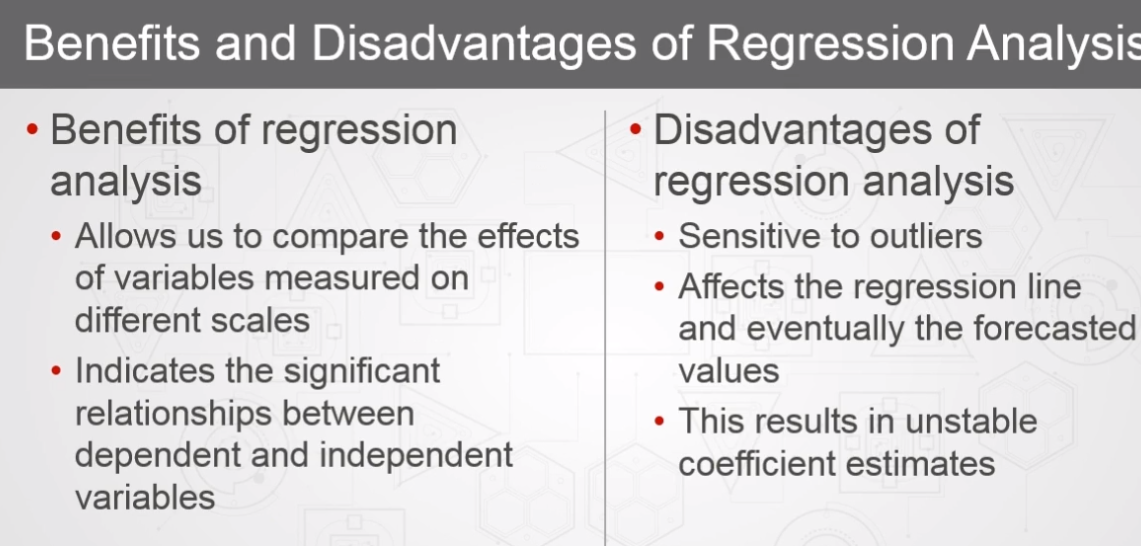 Benefits and Disadvantages of Regression Analysis
• Benefits of regression
analysis
• Allows us to compare the effects
of variables measured on
different scales
• Indicates the significant
relationships between
dependent and independent
variables
• Disadvantages of
regression analysis
• Sensitive to outliers
• Affects the regression line
and eventually the forecasted
values
• This results in unstable
coefficient estimates